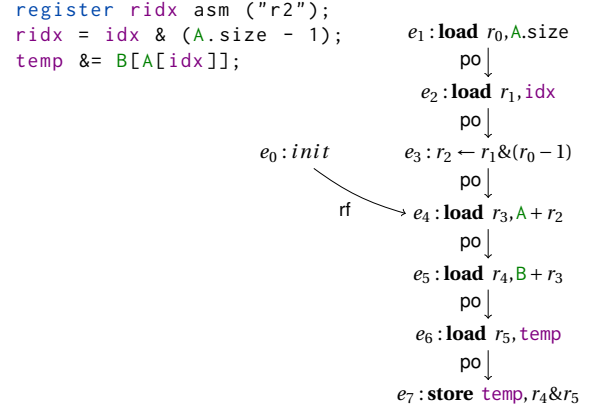 register ridx asm ("r2");
ridx = idx & (A.size - 1);
temp &= B[A[idx]];
e₁ : load r₀,A.size
po
e₂ : load r₁,idx
po
e₀ : init
e₃ : r₂ ← r₁&(r₀ − 1)
po
rf
e₄ : load r₃,A + r₂
po
e₅ : load r₄,B + r₃
po
e₆ : load r₅,temp
po
e₇ : store temp,r₄&r₅